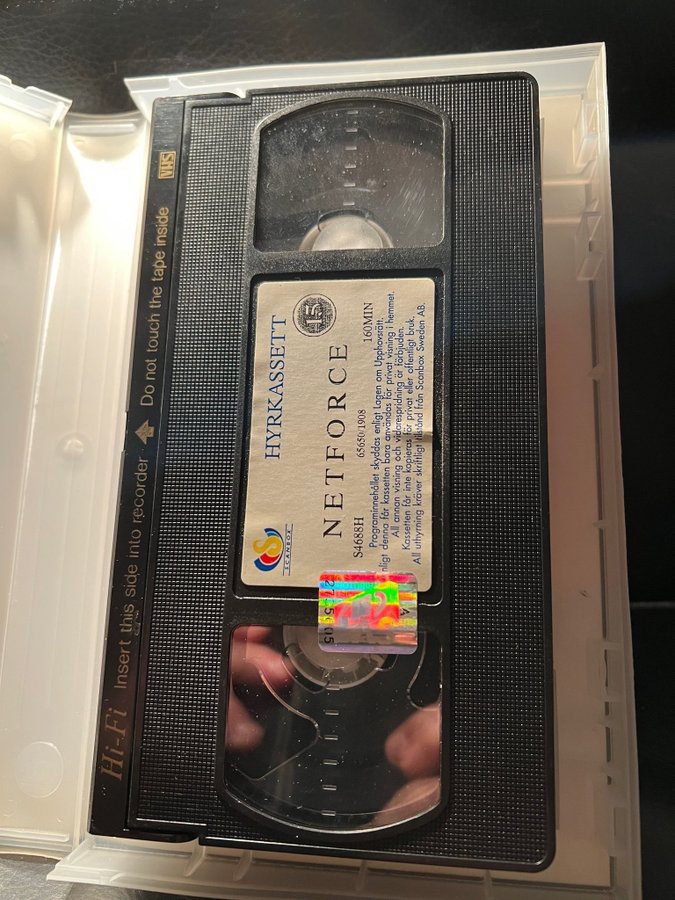 Hi-Fi Insert this side into recorder Do not touch the tape inside VHS
SCANBOX
HYRKASSETT
15
NETFORCE
S4688H 65650/1908 160MIN
Programinnehållet skyddas enligt Lagen om Upphovsrätt.
nligt denna får kassetten bara användas för privat visning i hemmet.
All annan visning och vidarespridning är förbjuden.
Kassetten får inte kopieras för privat eller offentligt bruk.
All uthyrning kräver skriftligt tillstånd från Scanbox Sweden AB.